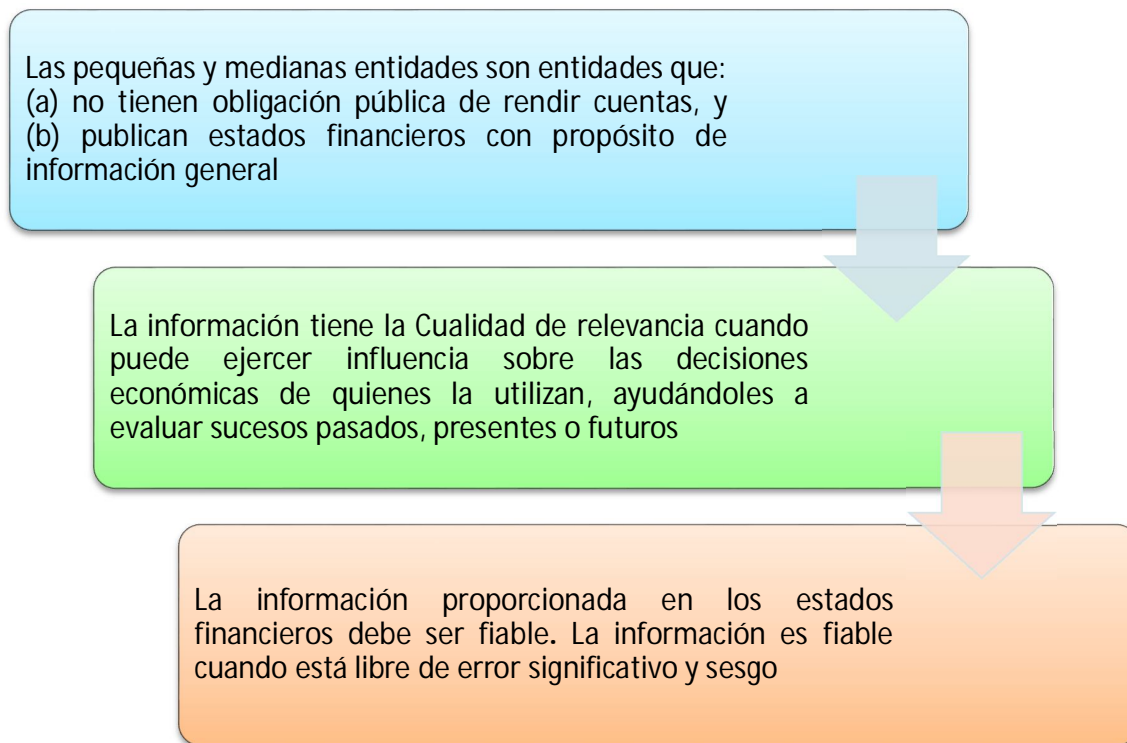 Las pequeñas y medianas entidades son entidades que:
(a) no tienen obligación pública de rendir cuentas, y
(b) publican estados financieros con propósito de
información general
La información tiene la Cualidad de relevancia cuando
puede ejercer influencia sobre las decisiones
económicas de quienes la utilizan, ayudándoles a
evaluar sucesos pasados, presentes o futuros
La información proporcionada en los estados
financieros debe ser fiable. La información es fiable
cuando está libre de error significativo y sesgo